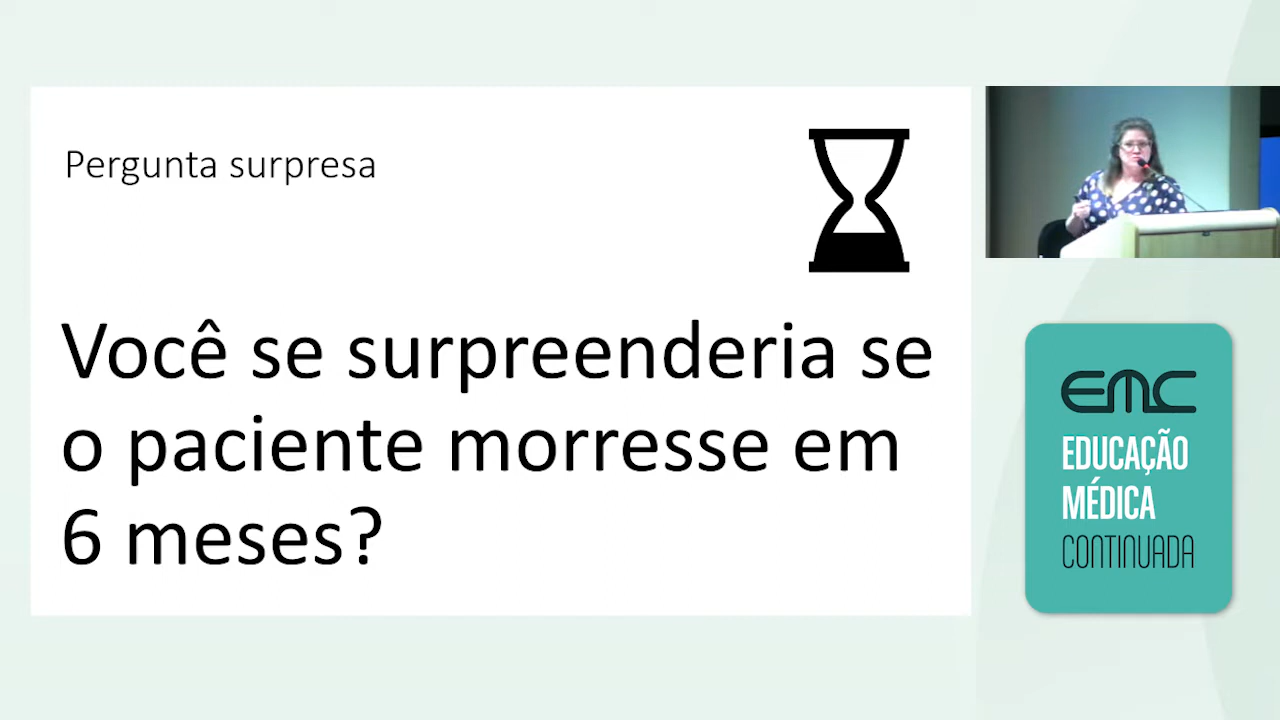 Pergunta surpresa
Você se surpreenderia se
o paciente morresse em
6 meses?
EMC
EDUCAÇÃO
MÉDICA
CONTINUADA